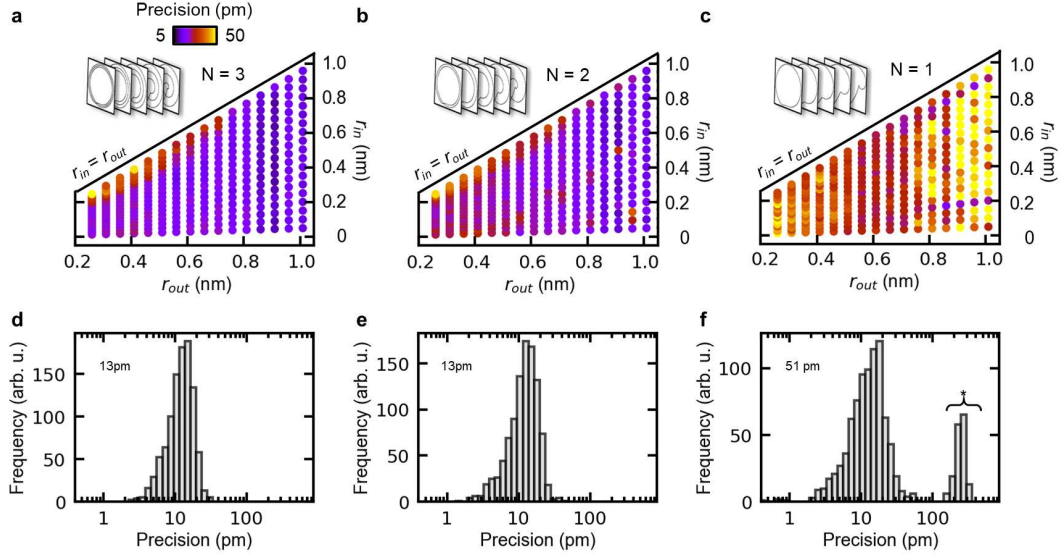 a
Precision (pm)
5 50
N = 3
r_in = r_out
1.0
0.8
0.6
0.4
0.2
0
r_in (nm)
0.2 0.4 0.6 0.8 1.0
r_out (nm)
b
N = 2
r_in = r_out
1.0
0.8
0.6
0.4
0.2
0
r_in (nm)
0.2 0.4 0.6 0.8 1.0
r_out (nm)
c
N = 1
r_in = r_out
1.0
0.8
0.6
0.4
0.2
0
r_in (nm)
0.2 0.4 0.6 0.8 1.0
r_out (nm)
d
13pm
Frequency (arb. u.)
150
100
50
0
1 10 100
Precision (pm)
e
13pm
Frequency (arb. u.)
150
100
50
0
1 10 100
Precision (pm)
f
51 pm
*
Frequency (arb. u.)
100
50
0
1 10 100
Precision (pm)